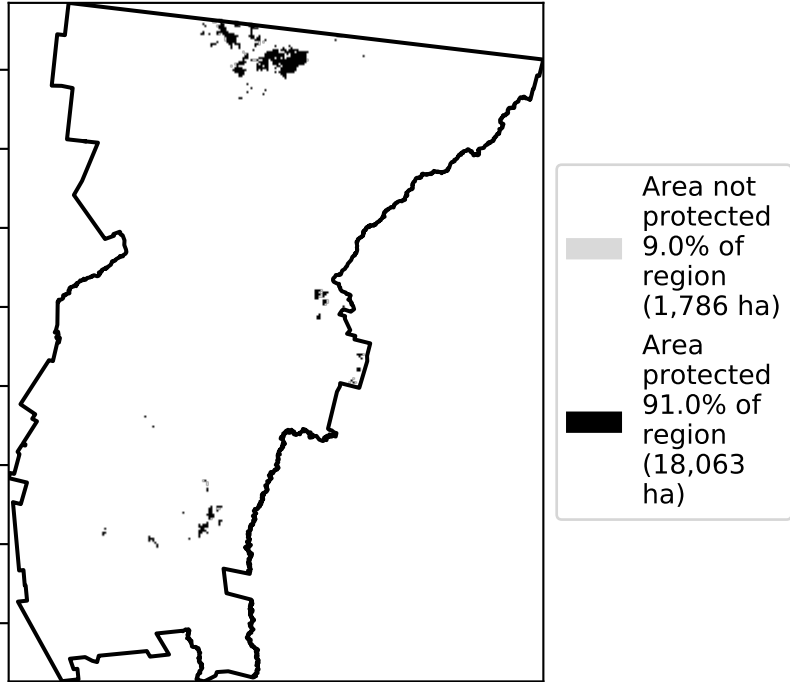 Area not
protected
9.0% of
region
(1,786 ha)
Area
protected
91.0% of
region
(18,063
ha)